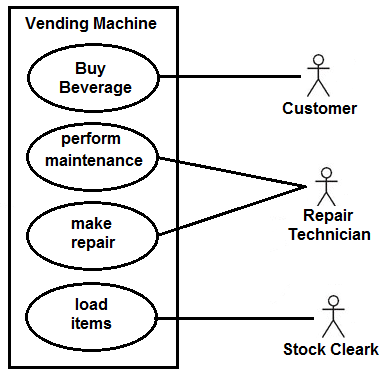 Vending Machine
Buy
Beverage
Customer
perform
maintenance
Repair
Technician
make
repair
load
items
Stock Cleark